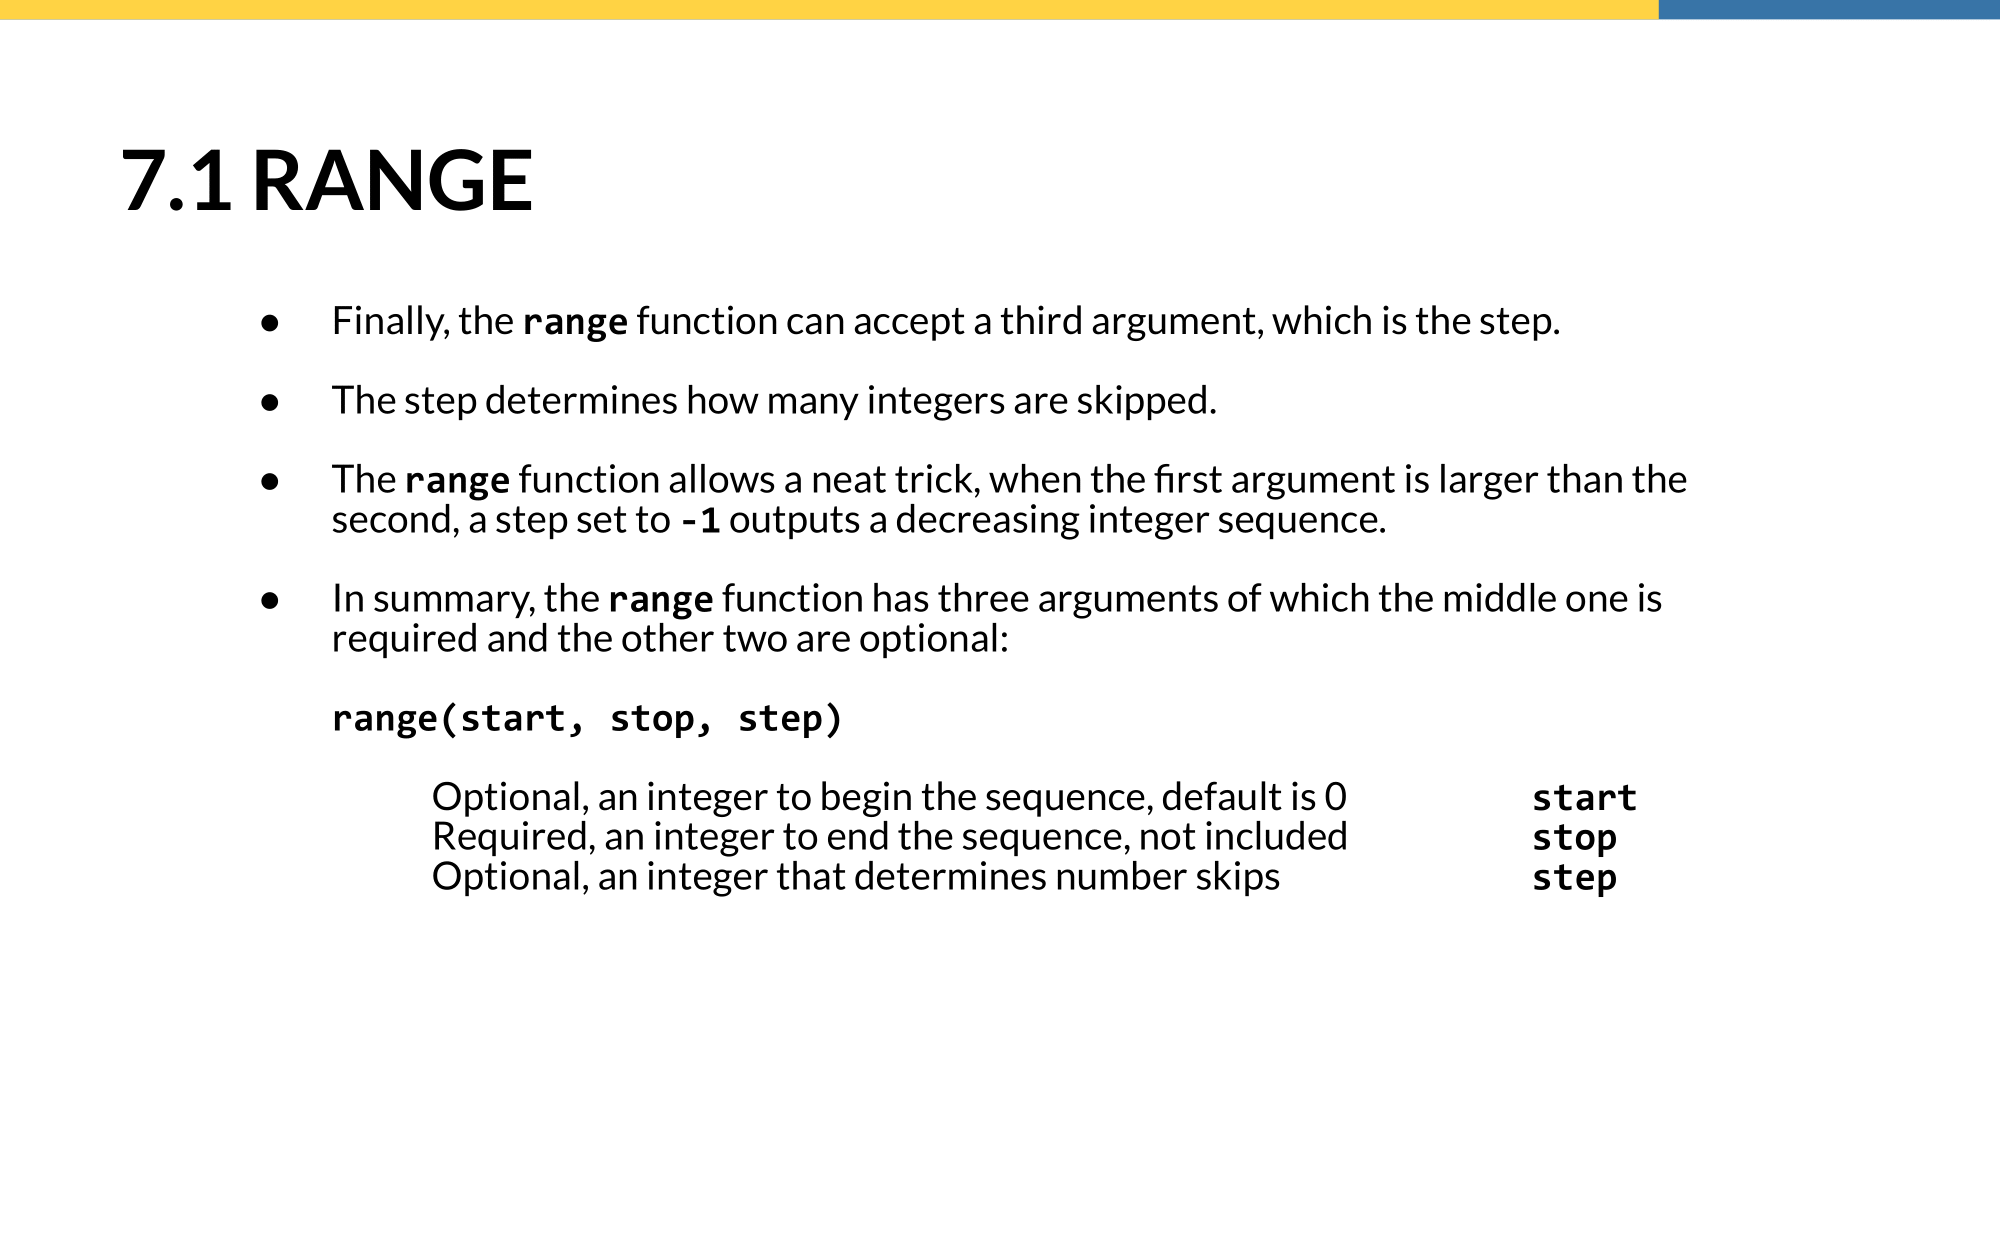 7.1 RANGE
● Finally, the range function can accept a third argument, which is the step.
● The step determines how many integers are skipped.
● The range function allows a neat trick, when the first argument is larger than the
second, a step set to -1 outputs a decreasing integer sequence.
● In summary, the range function has three arguments of which the middle one is
required and the other two are optional:
range(start, stop, step)
Optional, an integer to begin the sequence, default is 0 start
Required, an integer to end the sequence, not included stop
Optional, an integer that determines number skips step